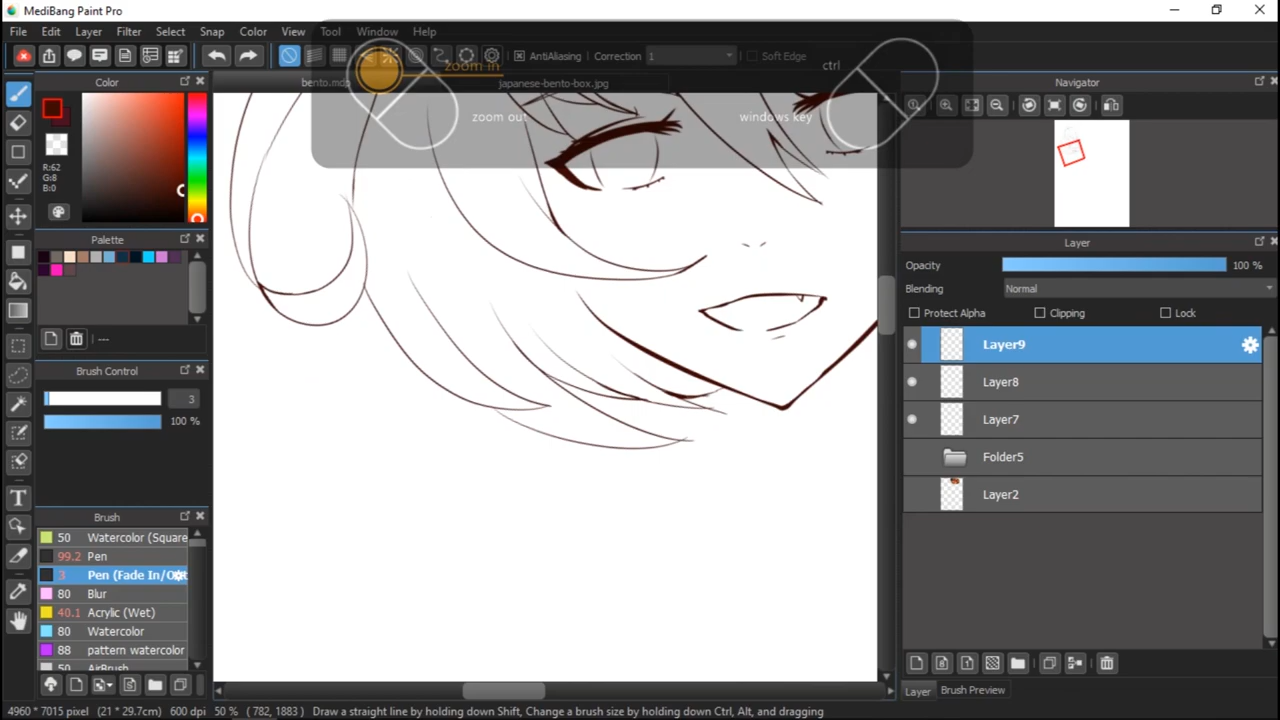 MediBang Paint Pro
File Edit Layer Filter Select Snap Color View Tool Window Help
AntiAliasing Correction 1 Soft Edge
zoom in ctrl
bento.mdp japanese-bento-box.jpg
zoom out windows key
Color
R:62
G:8
B:0
Palette
---
Brush Control
3
100 %
Brush
50 Watercolor (Square
99.2 Pen
3 Pen (Fade In/Out
80 Blur
40.1 Acrylic (Wet)
80 Watercolor
88 pattern watercolor
50 AirBrush
Navigator
Layer
Opacity 100 %
Blending Normal
Protect Alpha Clipping Lock
Layer9
Layer8
Layer7
Folder5
Layer2
Layer Brush Preview
4960 * 7015 pixel (21 * 29.7cm) 600 dpi 50 % ( 782, 1883 ) Draw a straight line by holding down Shift, Change a brush size by holding down Ctrl, Alt, and dragging